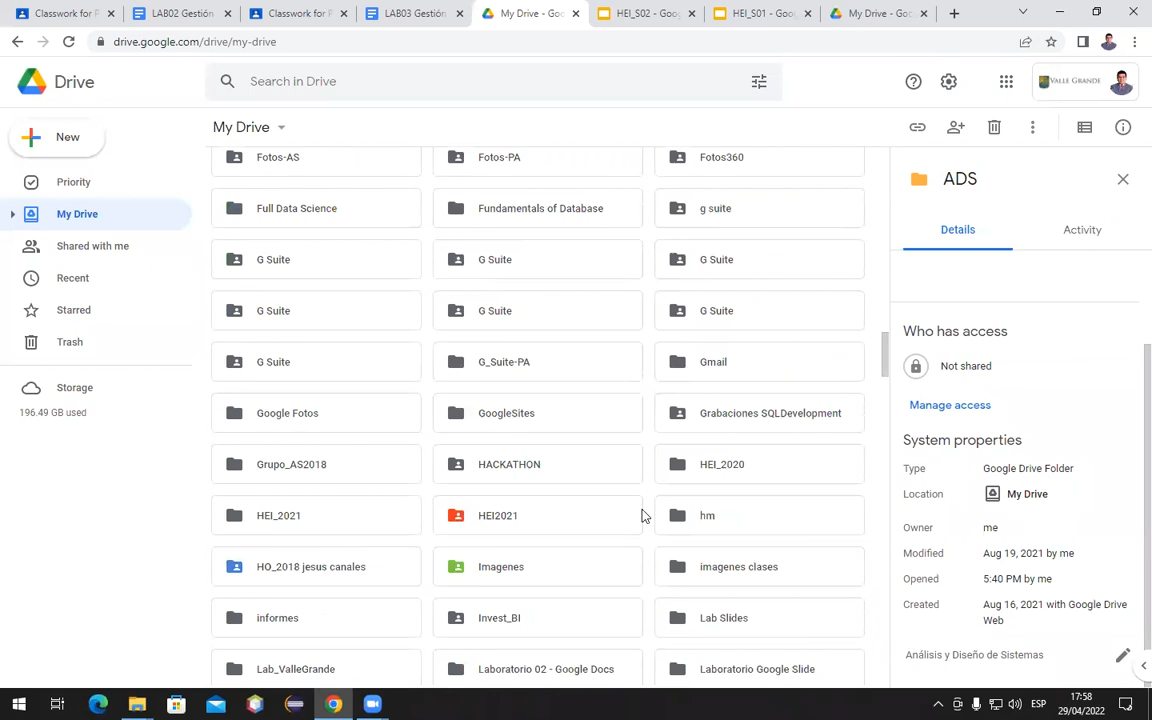 Classwork for P
LAB02 Gestión
Classwork for P
LAB03 Gestión
My Drive - Goo
HEI_S02 - Goog
HEI_S01 - Goog
My Drive - Goo
drive.google.com/drive/my-drive
Drive
Search in Drive
VALLE GRANDE
New
My Drive
Priority
My Drive
Shared with me
Recent
Starred
Trash
Storage
196.49 GB used
Fotos-AS
Fotos-PA
Fotos360
Full Data Science
Fundamentals of Database
g suite
G Suite
G Suite
G Suite
G Suite
G Suite
G Suite
G Suite
G_Suite-PA
Gmail
Google Fotos
GoogleSites
Grabaciones SQLDevelopment
Grupo_AS2018
HACKATHON
HEI_2020
HEI_2021
HEI2021
hm
HO_2018 jesus canales
Imagenes
imagenes clases
informes
Invest_BI
Lab Slides
Lab_ValleGrande
Laboratorio 02 - Google Docs
Laboratorio Google Slide
ADS
Details
Activity
Who has access
Not shared
Manage access
System properties
Type
Google Drive Folder
Location
My Drive
Owner
me
Modified
Aug 19, 2021 by me
Opened
5:40 PM by me
Created
Aug 16, 2021 with Google Drive
Web
Análisis y Diseño de Sistemas
ESP
17:58
29/04/2022